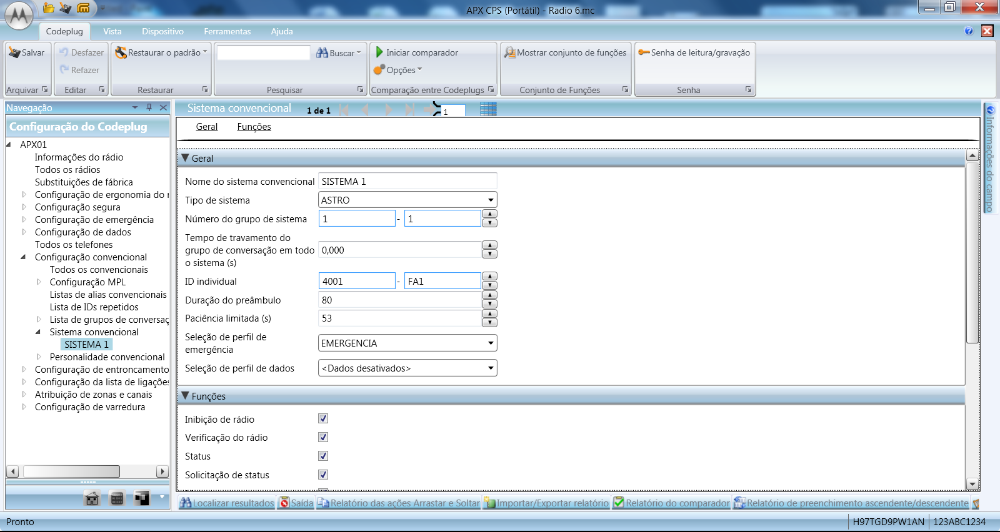 APX CPS (Portátil) - Radio 6.mc
Codeplug Vista Dispositivo Ferramentas Ajuda
Salvar
Desfazer
Refazer
Restaurar o padrão
Buscar
Iniciar comparador
Opções
Mostrar conjunto de funções
Senha de leitura/gravação
Arquivar Editar Restaurar Pesquisar Comparação entre Codeplugs Conjunto de Funções Senha
Navegação
Configuração do Codeplug
APX01
Informações do rádio
Todos os rádios
Substituições de fábrica
Configuração de ergonomia do r
Configuração segura
Configuração de emergência
Configuração de dados
Todos os telefones
Configuração convencional
Todos os convencionais
Configuração MPL
Listas de alias convencionais
Lista de IDs repetidos
Lista de grupos de conversaç
Sistema convencional
SISTEMA 1
Personalidade convencional
Configuração de entroncamento
Configuração da lista de ligações
Atribuição de zonas e canais
Configuração de varredura
Sistema convencional 1 de 1 1
Geral Funções
Geral
Nome do sistema convencional SISTEMA 1
Tipo de sistema ASTRO
Número do grupo de sistema 1 - 1
Tempo de travamento do
grupo de conversação em todo
o sistema (s) 0,000
ID individual 4001 - FA1
Duração do preâmbulo 80
Paciência limitada (s) 53
Seleção de perfil de
emergência EMERGENCIA
Seleção de perfil de dados <Dados desativados>
Funções
Inibição de rádio
Verificação do rádio
Status
Solicitação de status
Informações do campo
Localizar resultados Saída Relatório das ações Arrastar e Soltar Importar/Exportar relatório Relatório do comparador Relatório de preenchimento ascendente/descendente
Pronto H97TGD9PW1AN 123ABC1234